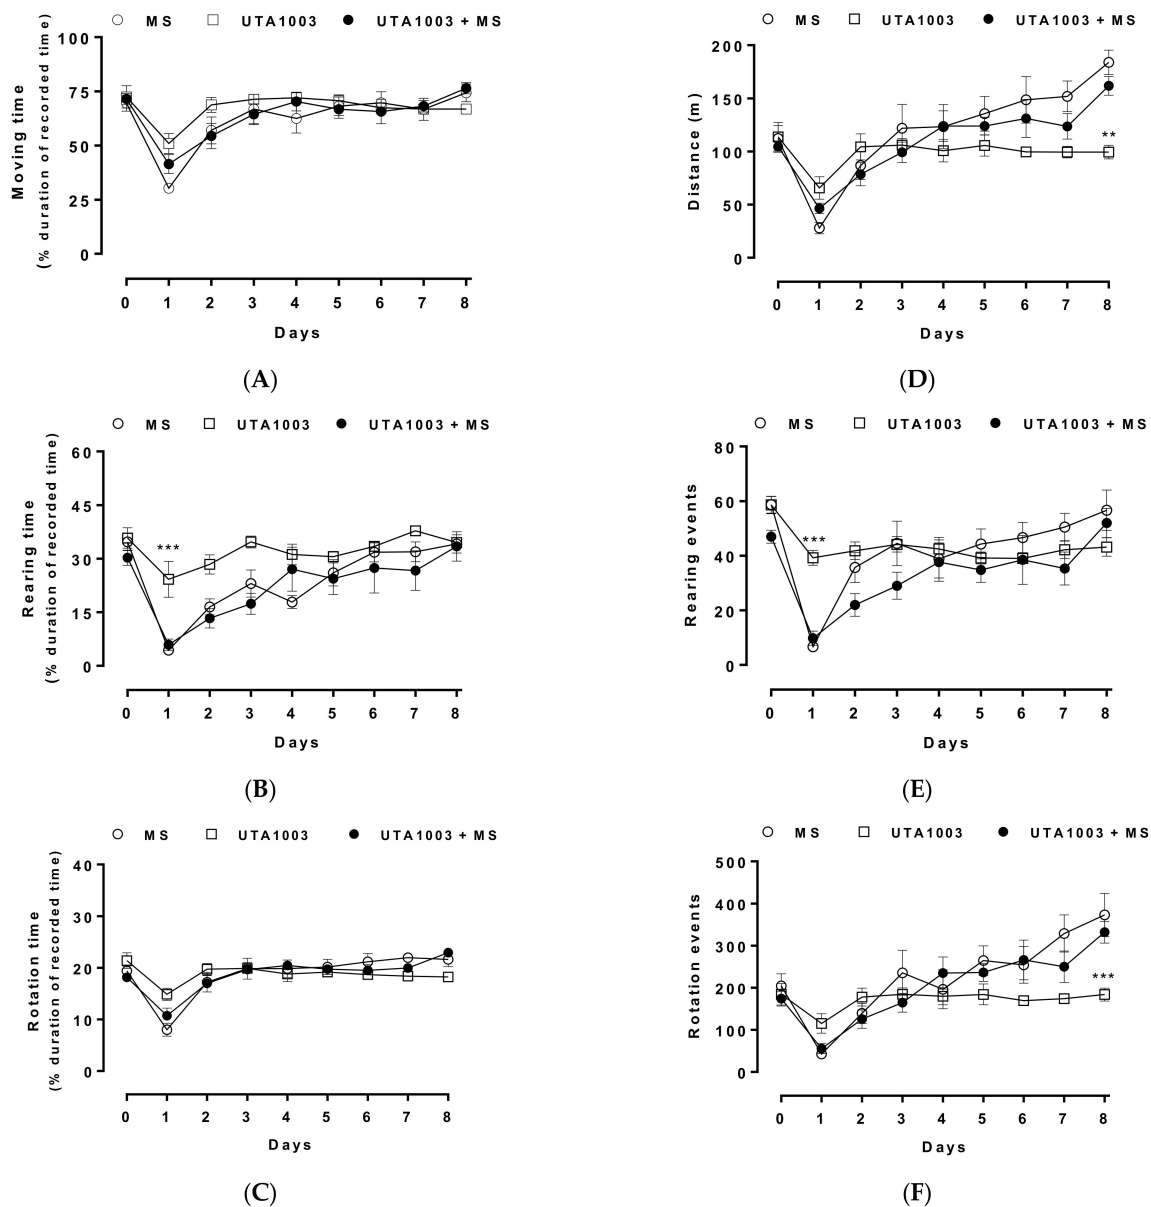 MS UTA1003 UTA1003 + MS
Moving time
(% duration of recorded time)
100
75
50
25
0
0 1 2 3 4 5 6 7 8
Days
(A)
MS UTA1003 UTA1003 + MS
Distance (m)
200
150
100
50
0
**
0 1 2 3 4 5 6 7 8
Days
(D)
MS UTA1003 UTA1003 + MS
Rearing time
(% duration of recorded time)
60
45
30
15
0
***
0 1 2 3 4 5 6 7 8
Days
(B)
MS UTA1003 UTA1003 + MS
Rearing events
80
60
40
20
0
***
0 1 2 3 4 5 6 7 8
Days
(E)
MS UTA1003 UTA1003 + MS
Rotation time
(% duration of recorded time)
40
30
20
10
0
0 1 2 3 4 5 6 7 8
Days
(C)
MS UTA1003 UTA1003 + MS
Rotation events
500
400
300
200
100
0
***
0 1 2 3 4 5 6 7 8
Days
(F)